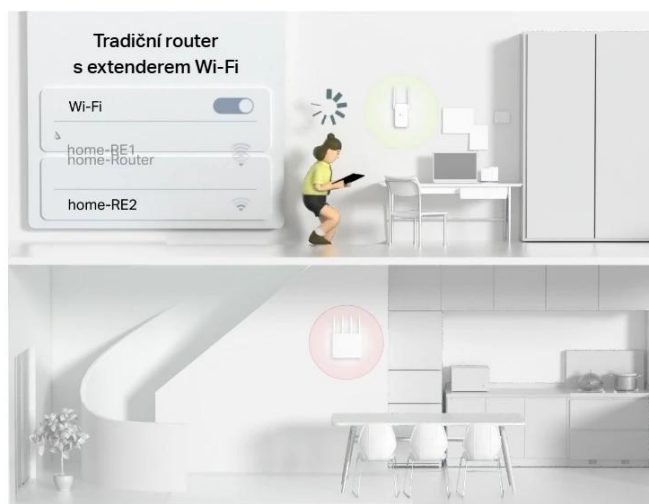 Tradiční router
s extenderem Wi-Fi
Wi-Fi
home-RE1
home-Router
home-RE2